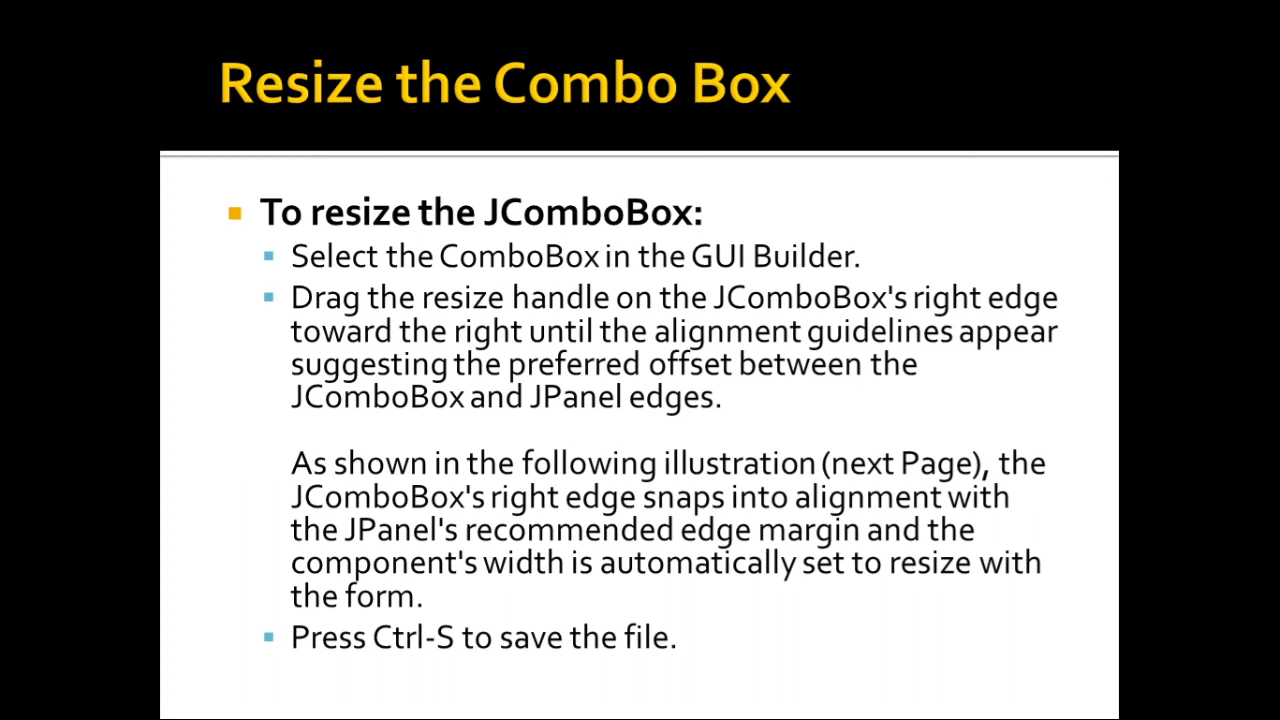 Resize the Combo Box
To resize the JComboBox:
Select the ComboBox in the GUI Builder.
Drag the resize handle on the JComboBox's right edge
toward the right until the alignment guidelines appear
suggesting the preferred offset between the
JComboBox and JPanel edges.
As shown in the following illustration (next Page), the
JComboBox's right edge snaps into alignment with
the JPanel's recommended edge margin and the
component's width is automatically set to resize with
the form.
Press Ctrl-S to save the file.